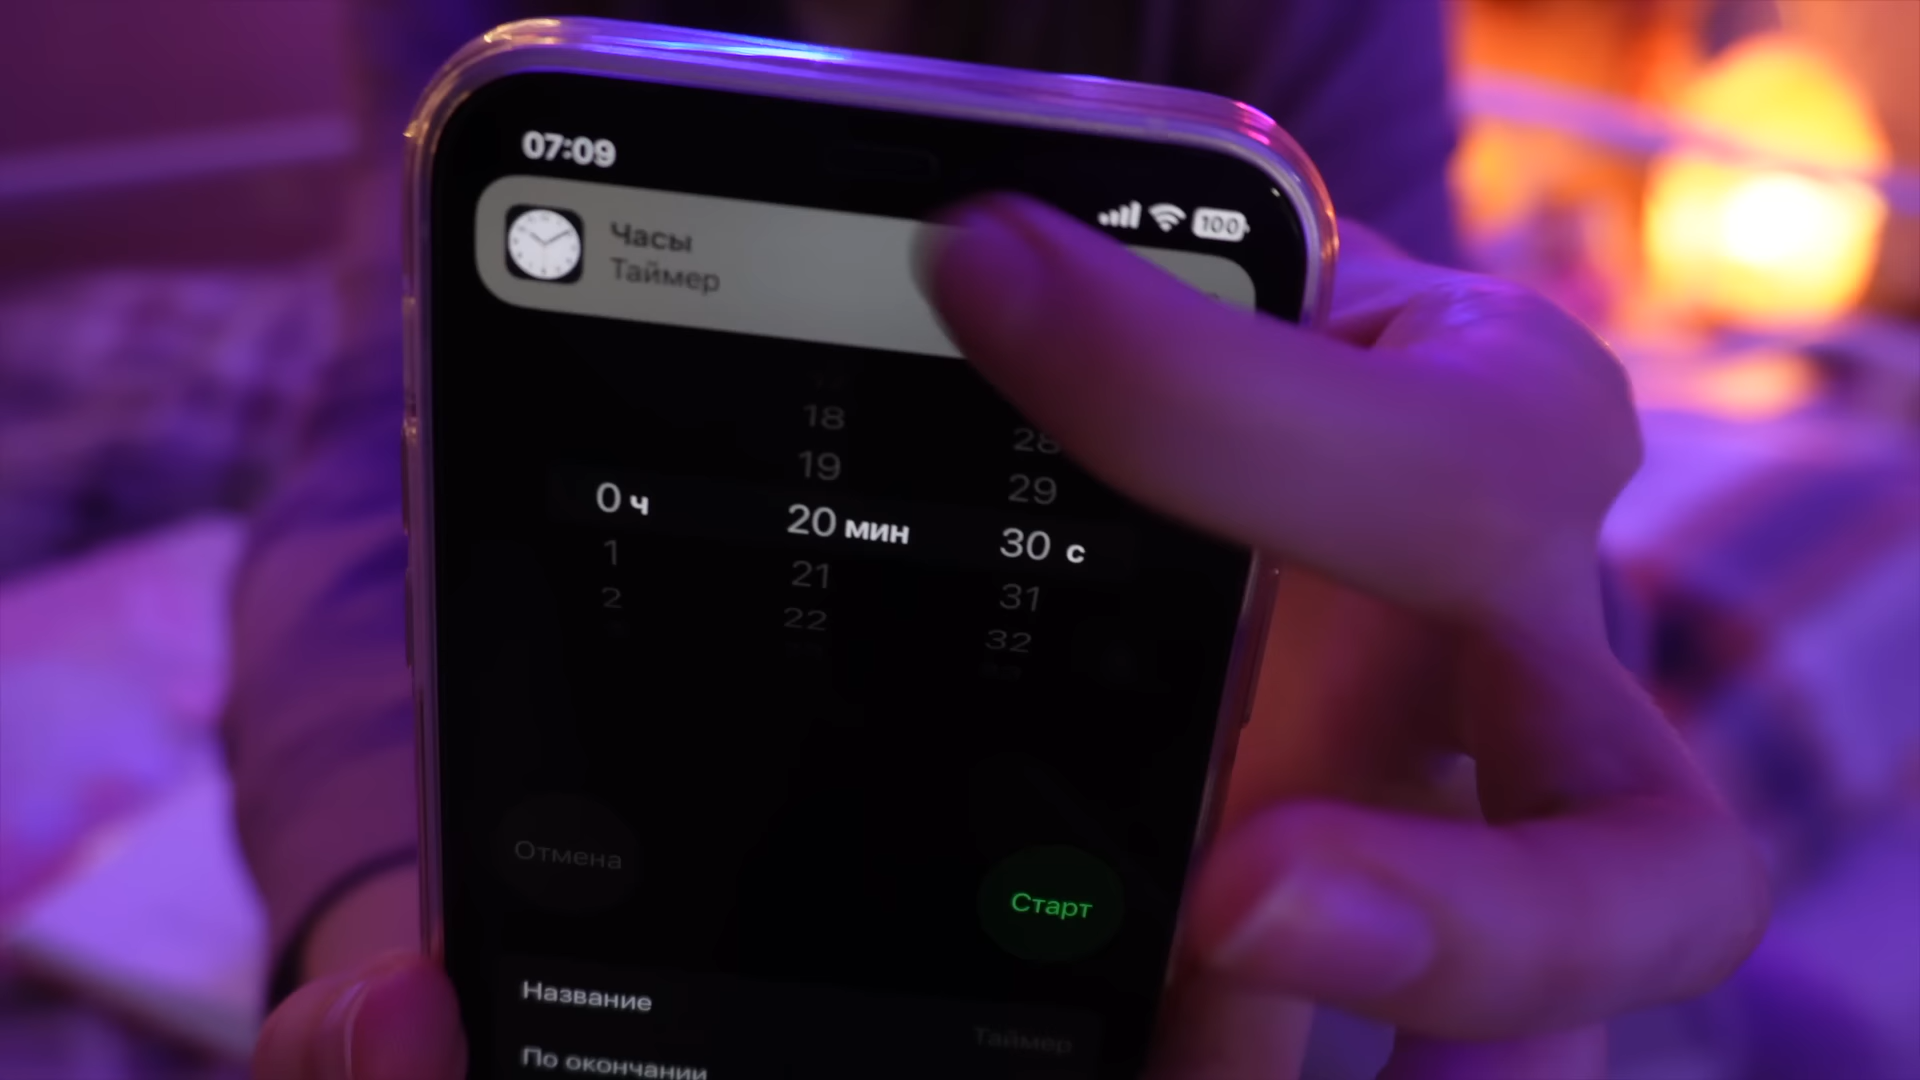 07:09
100
Часы
Таймер
18
28
19
29
0 ч 20 мин 30 с
1 21 31
2 22 32
Отмена
Старт
Название
Таймер
По окончании